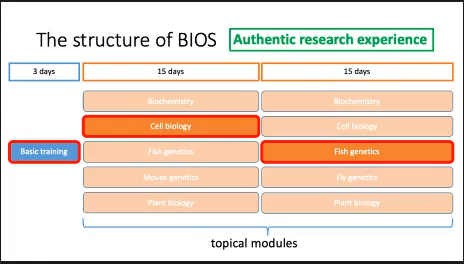 The structure of BIOS
Authentic research experience
3 days
15 days
15 days
Biochemistry
Biochemistry
Cell biology
Cell biology
Basic training
Fish genetics
Fish genetics
Mouse genetics
Fly genetics
Plant biology
Plant biology
topical modules